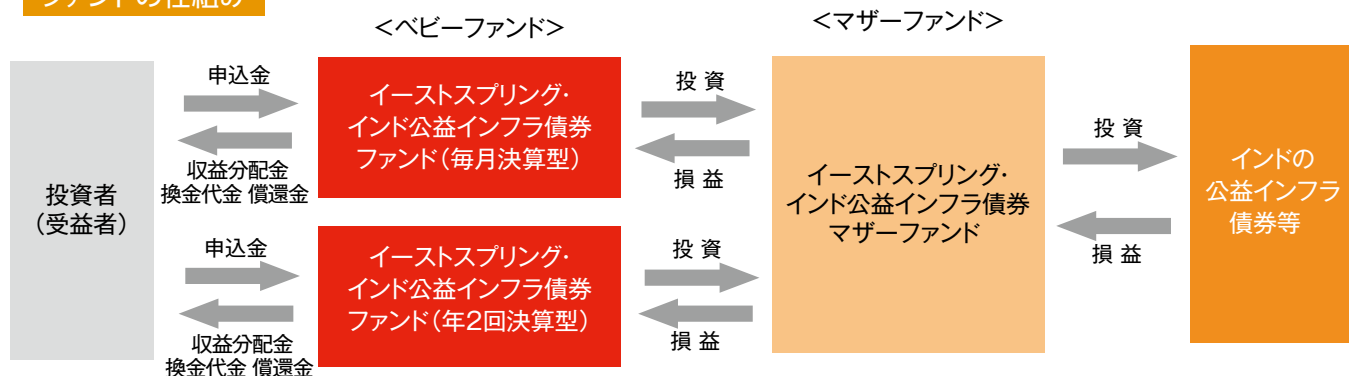 ファンドの仕組み
＜ベビーファンド＞
＜マザーファンド＞
投資者
（受益者）
申込金
収益分配金
換金代金 償還金
イーストスプリング・
インド公益インフラ債券
ファンド（毎月決算型）
投 資
損 益
申込金
収益分配金
換金代金 償還金
イーストスプリング・
インド公益インフラ債券
ファンド（年2回決算型）
投 資
損 益
イーストスプリング・
インド公益インフラ債券
マザーファンド
投 資
損 益
インドの
公益インフラ
債券等